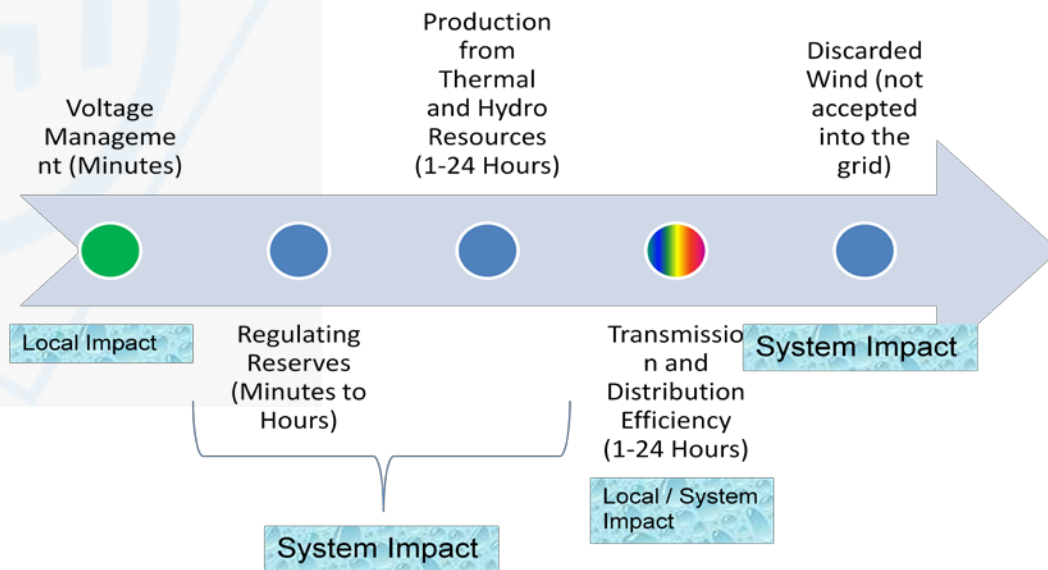 Voltage
Manageme
nt (Minutes)
Production
from
Thermal
and Hydro
Resources
(1-24 Hours)
Discarded
Wind (not
accepted
into the
grid)
Local Impact
Regulating
Reserves
(Minutes to
Hours)
Transmissio
n and
Distribution
Efficiency
(1-24 Hours)
System Impact
Local / System
Impact
System Impact